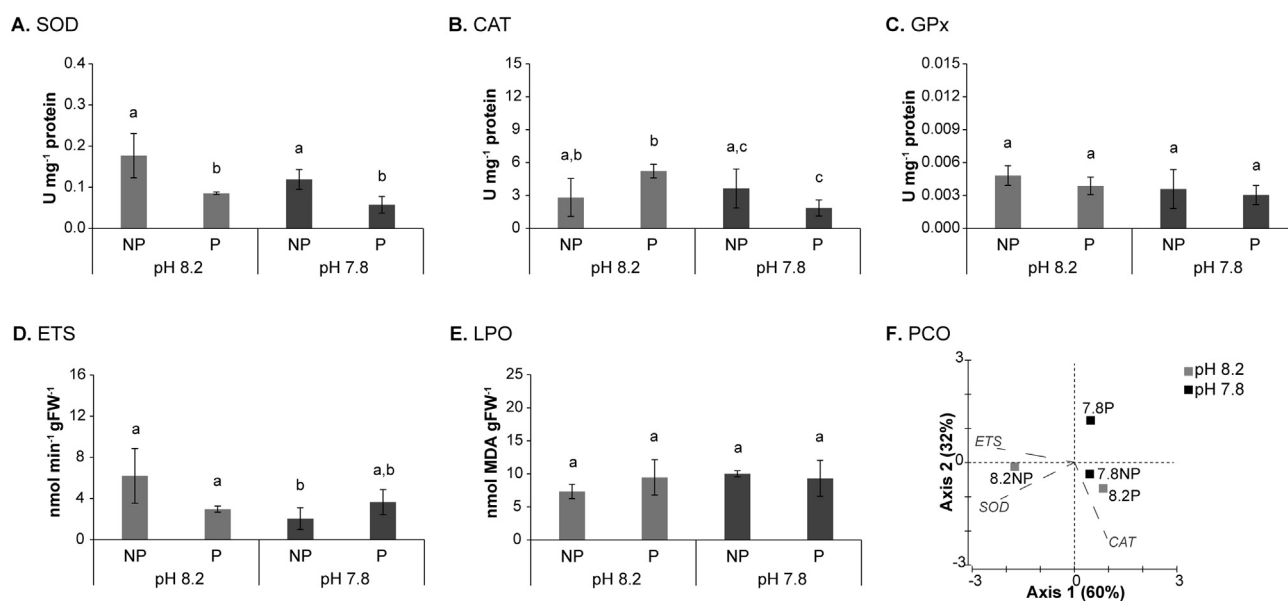 A. SOD
U mg⁻¹ protein
0.4
0.3
0.2
0.1
0.0
a
b
a
b
NP P NP P
pH 8.2 pH 7.8
B. CAT
U mg⁻¹ protein
15
12
9
6
3
0
a,b
b
a,c
c
NP P NP P
pH 8.2 pH 7.8
C. GPx
U mg⁻¹ protein
0.015
0.012
0.009
0.006
0.003
0.000
a
a
a
a
NP P NP P
pH 8.2 pH 7.8
D. ETS
nmol min⁻¹ gFW⁻¹
16
12
8
4
0
a
a
b
a,b
NP P NP P
pH 8.2 pH 7.8
E. LPO
nmol MDA gFW⁻¹
25
20
15
10
5
0
a
a
a
a
NP P NP P
pH 8.2 pH 7.8
F. PCO
pH 8.2
pH 7.8
Axis 2 (32%)
3
0
-3
7.8P
ETS
8.2NP
7.8NP
SOD
8.2P
CAT
-3 0 3
Axis 1 (60%)